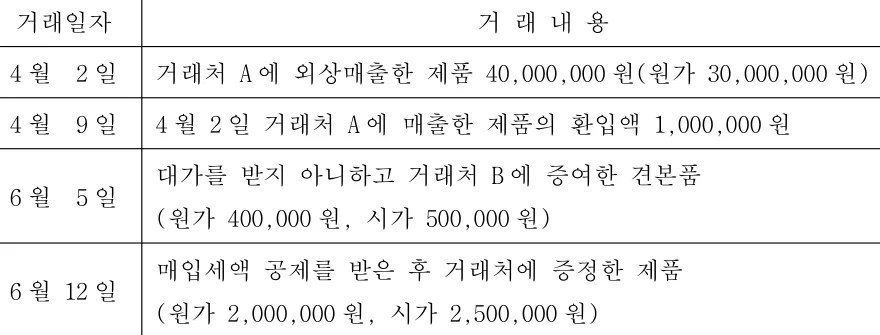 거래일자 거 래 내 용
4월 2일 거래처 A에 외상매출한 제품 40,000,000원(원가 30,000,000원)
4월 9일 4월 2일 거래처 A에 매출한 제품의 환입액 1,000,000원
6월 5일 대가를 받지 아니하고 거래처 B에 증여한 견본품
(원가 400,000원, 시가 500,000원)
6월 12일 매입세액 공제를 받은 후 거래처에 증정한 제품
(원가 2,000,000원, 시가 2,500,000원)